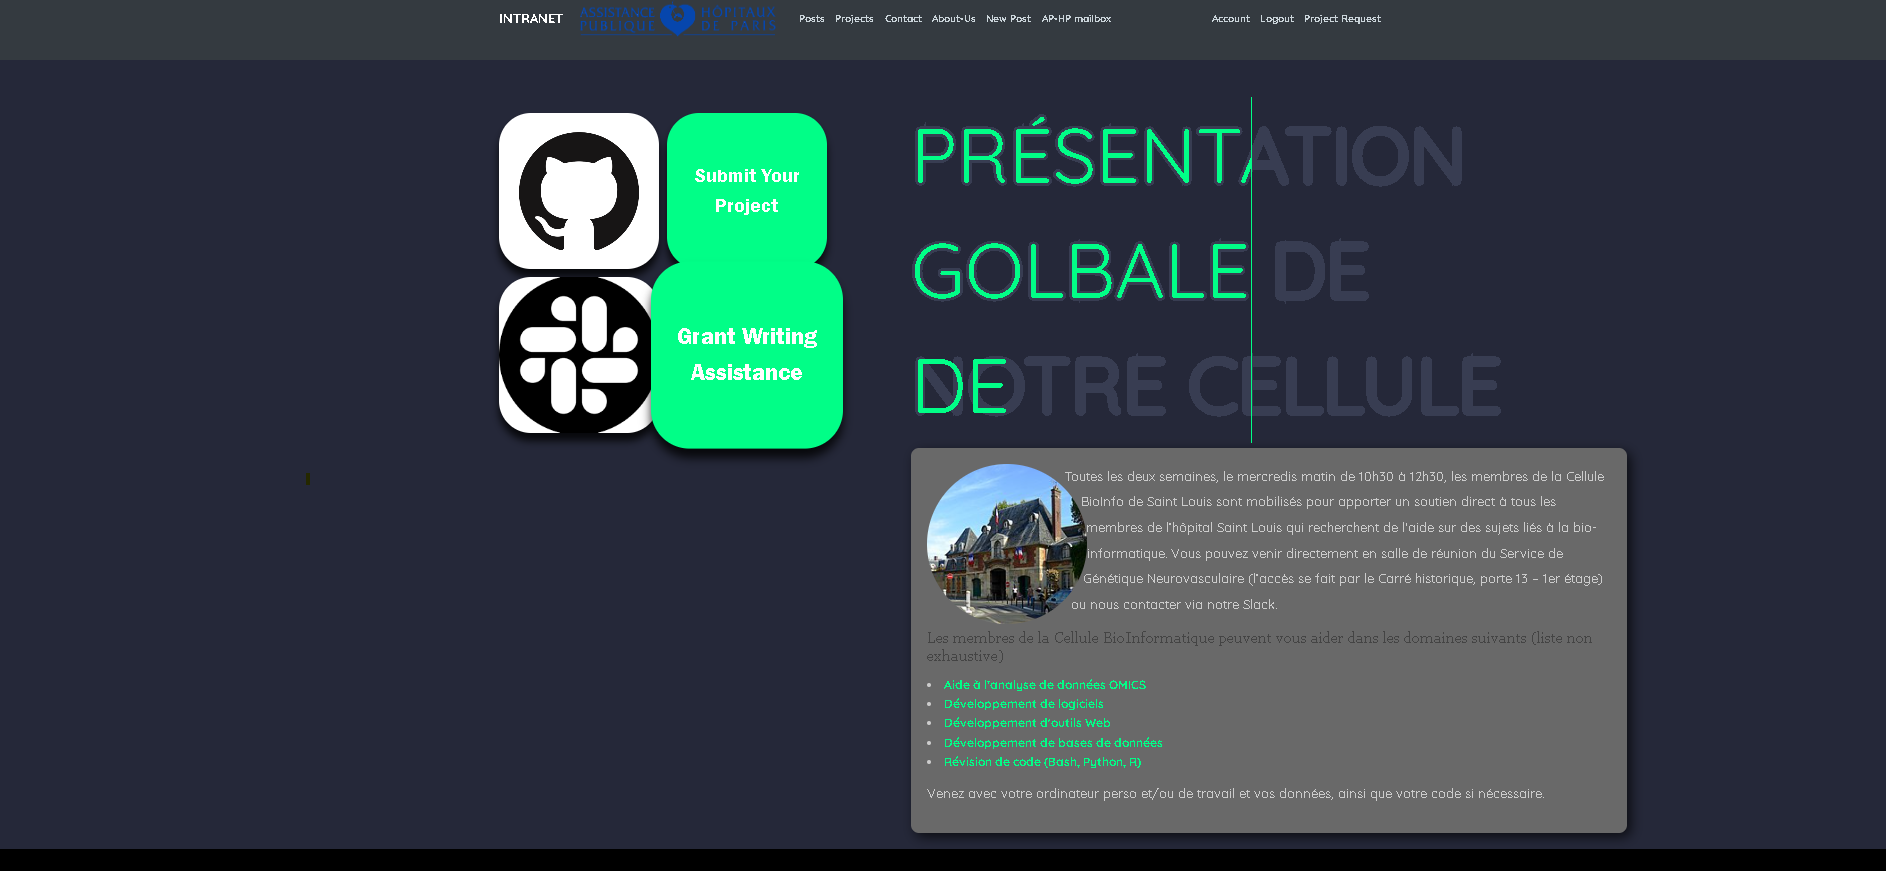 INTRANET
ASSISTANCE HÔPITAUX
PUBLIQUE DE PARIS
Posts Projects Contact About-Us New Post AP-HP mailbox
Account Logout Project Request
Submit Your
Project
Grant Writing
Assistance
PRÉSENTATION
GOLBALE DE
NOTRE CELLULE
PRÉSENTA
GOLBALE
DE
Toutes les deux semaines, le mercredis matin de 10h30 à 12h30, les membres de la Cellule
BioInfo de Saint Louis sont mobilisés pour apporter un soutien direct à tous les
membres de l'hôpital Saint Louis qui recherchent de l'aide sur des sujets liés à la bio-
informatique. Vous pouvez venir directement en salle de réunion du Service de
Génétique Neurovasculaire (l'accès se fait par le Carré historique, porte 13 – 1er étage)
ou nous contacter via notre Slack.
Les membres de la Cellule BioInformatique peuvent vous aider dans les domaines suivants (liste non
exhaustive)
• Aide à l'analyse de données OMICS
• Développement de logiciels
• Développement d'outils Web
• Développement de bases de données
• Révision de code (Bash, Python, R)
Venez avec votre ordinateur perso et/ou de travail et vos données, ainsi que votre code si nécessaire.